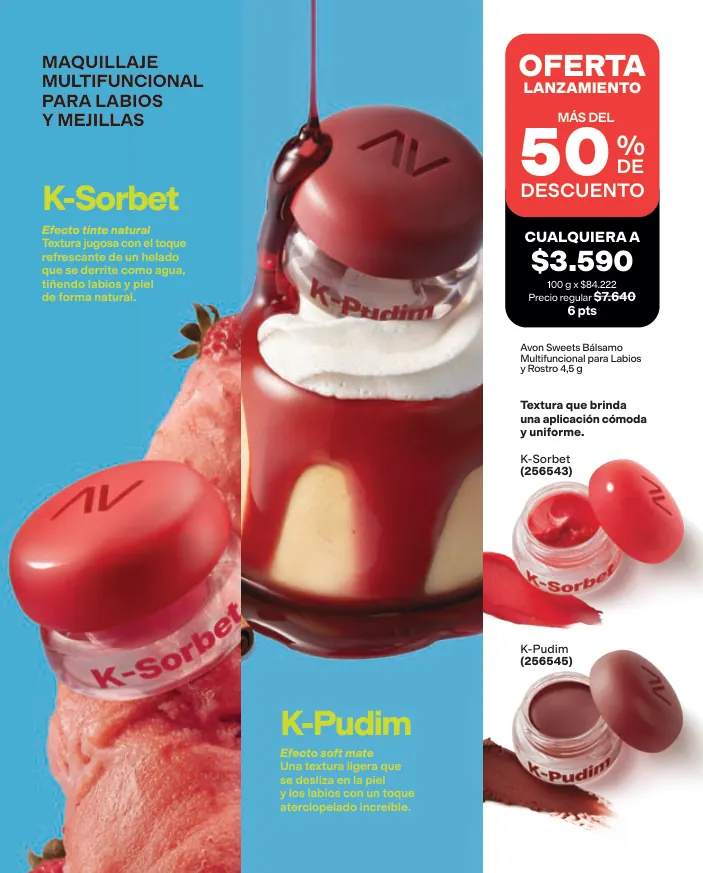 MAQUILLAJE
MULTIFUNCIONAL
PARA LABIOS
Y MEJILLAS
K-Sorbet
Efecto tinte natural
Textura jugosa con el toque
refrescante de un helado
que se derrite como agua,
tiñendo labios y piel
de forma natural.
AV
K-Sorbet
AV
K-Pudim
K-Pudim
Efecto soft mate
Una textura ligera que
se desliza en la piel
y los labios con un toque
aterciopelado increíble.
OFERTA
LANZAMIENTO
MÁS DEL
50% DE
DESCUENTO
CUALQUIERA A
$3.590
100 g x $84.222
Precio regular $7.640
6 pts
Avon Sweets Bálsamo
Multifuncional para Labios
y Rostro 4,5 g
Textura que brinda
una aplicación cómoda
y uniforme.
K-Sorbet
(256543)
AV
K-Sorbet
K-Pudim
(256545)
AV
K-Pudim